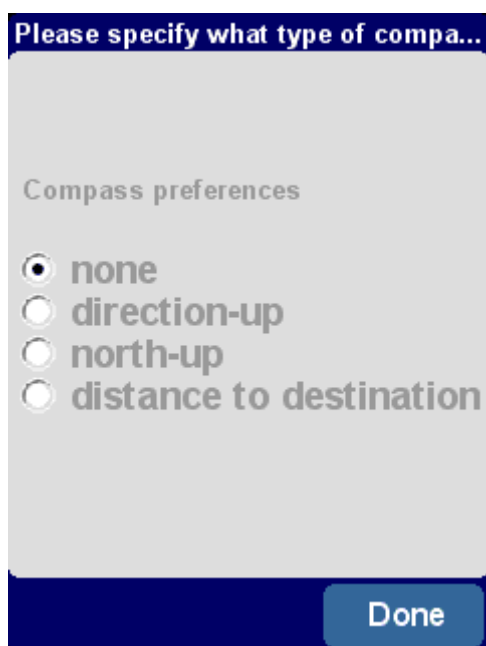 Please specify what type of compa...
Compass preferences
none
direction-up
north-up
distance to destination
Done